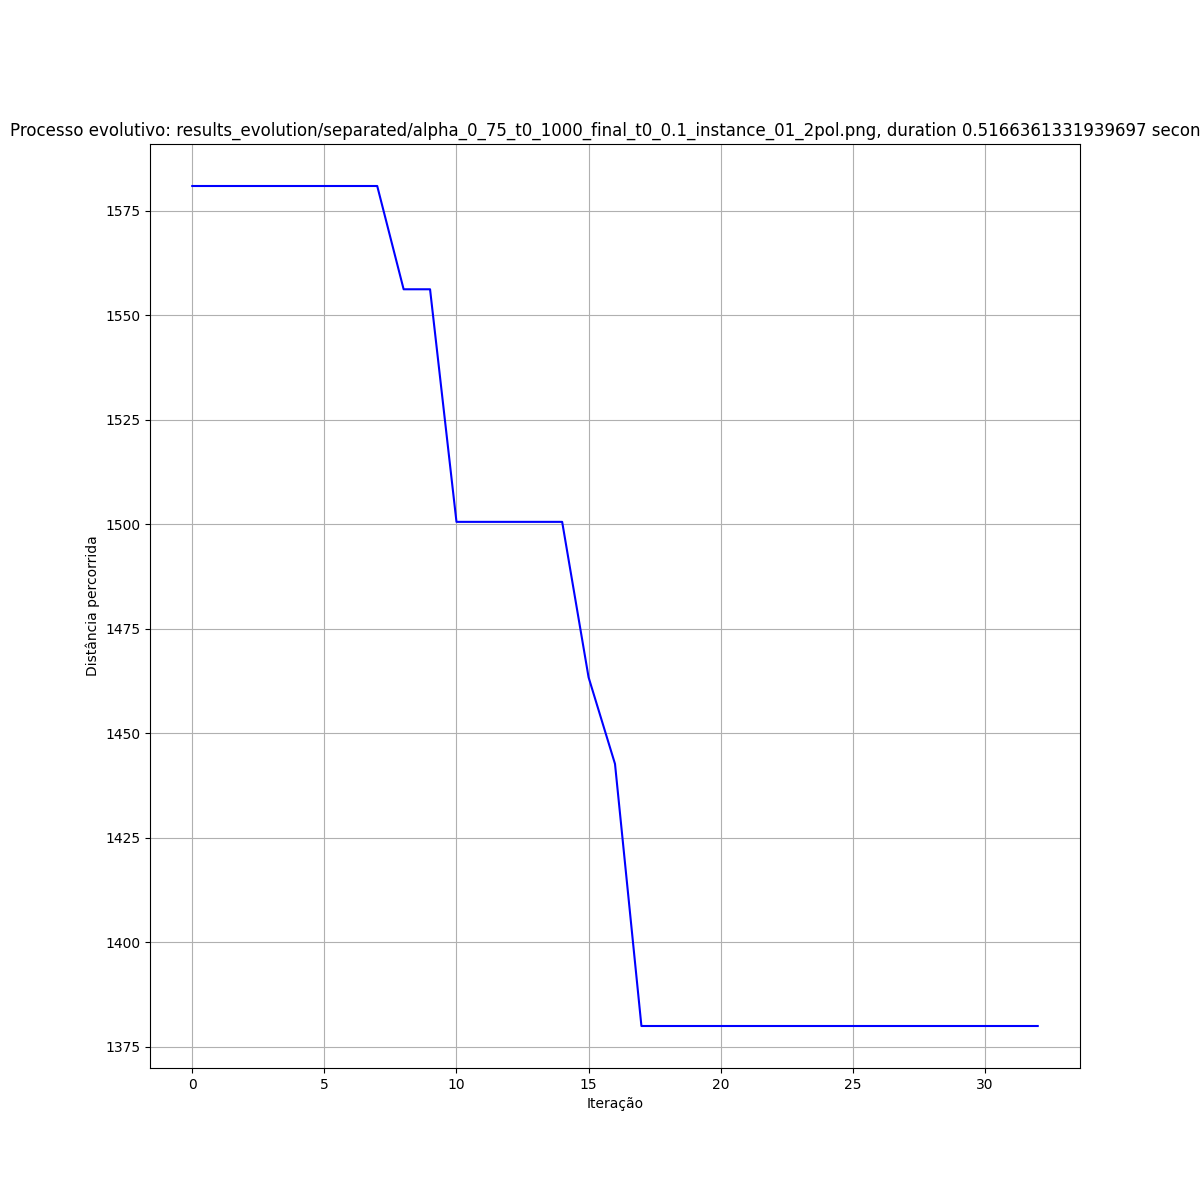 Processo evolutivo: results_evolution/separated/alpha_0_75_t0_1000_final_t0_0.1_instance_01_2pol.png, duration 0.5166361331939697 secon
1575
1550
1525
1500
1475
1450
1425
1400
1375
Distância percorrida
0 5 10 15 20 25 30
Iteração